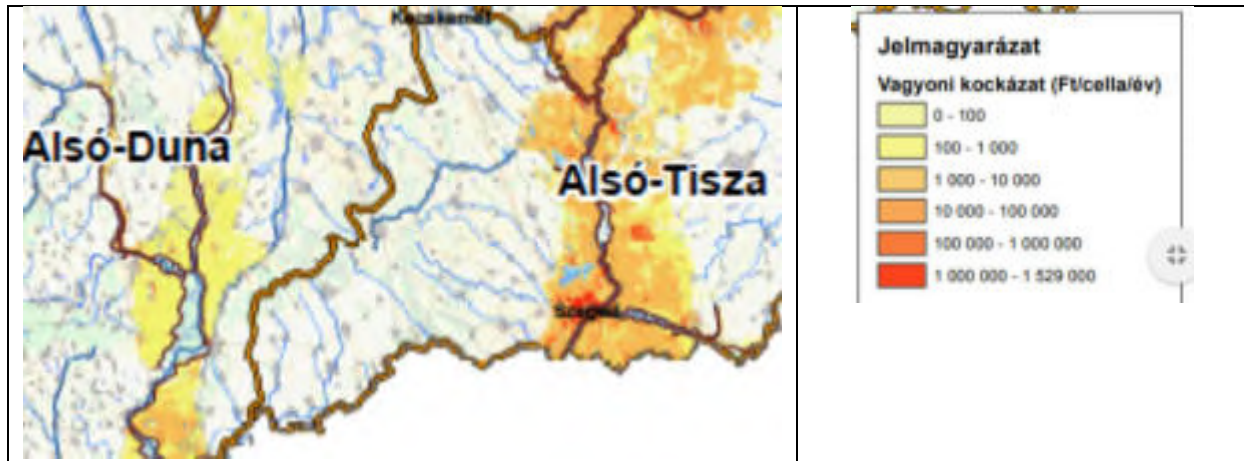 Kecskemét
Alsó-Duna
Alsó-Tisza
Szeged
Jelmagyarázat
Vagyoni kockázat (Ft/cella/év)
0 - 100
100 - 1 000
1 000 - 10 000
10 000 - 100 000
100 000 - 1 000 000
1 000 000 - 1 529 000